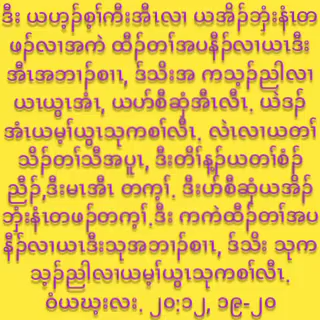 ဒီး ယဟ့ၣ်စ့ၢ်ကီးအီၤလၢ ယအိၣ်ဘှံးနံၤတ
ဖၣ်လၢအကဲ ထီၣ်တၢ်အပနီၣ်လၢယၤဒီး
အီၤအဘၢၣ်စၢၤ, ဒ်သိးအ ကသ့ၣ်ညါလၢ
ယၤယွၤအံၤ, ယဟ်စီဆှံအီၤလီၤ. ယဲဒၣ်
အံၤယမ့ၢ်ယွၤသုကစၢ်လီၤ. လဲၤလၢယတၢ်
သိၣ်တၢ်သီအပူၤ, ဒီးတိၢ်န့ၣ်ယတၢ်စံၣ်
ညီၣ်,ဒီးမၤအီၤ တက့ၢ်. ဒီးဟ်စီဆှံယအိၣ်
ဘှံးနံၤတဖၣ်တက့ၢ်.ဒီး ကကဲထီၣ်တၢ်အပ
နီၣ်လၢယၤဒီးသုအဘၢၣ်စၢၤ, ဒ်သိး သုက
သ့ၣ်ညါလၢယမ့ၢ်ယွၤသုကစၢ်လီၤ.
ဝံယဃ့းလး. ၂၀:၁၂, ၁၉-၂၀